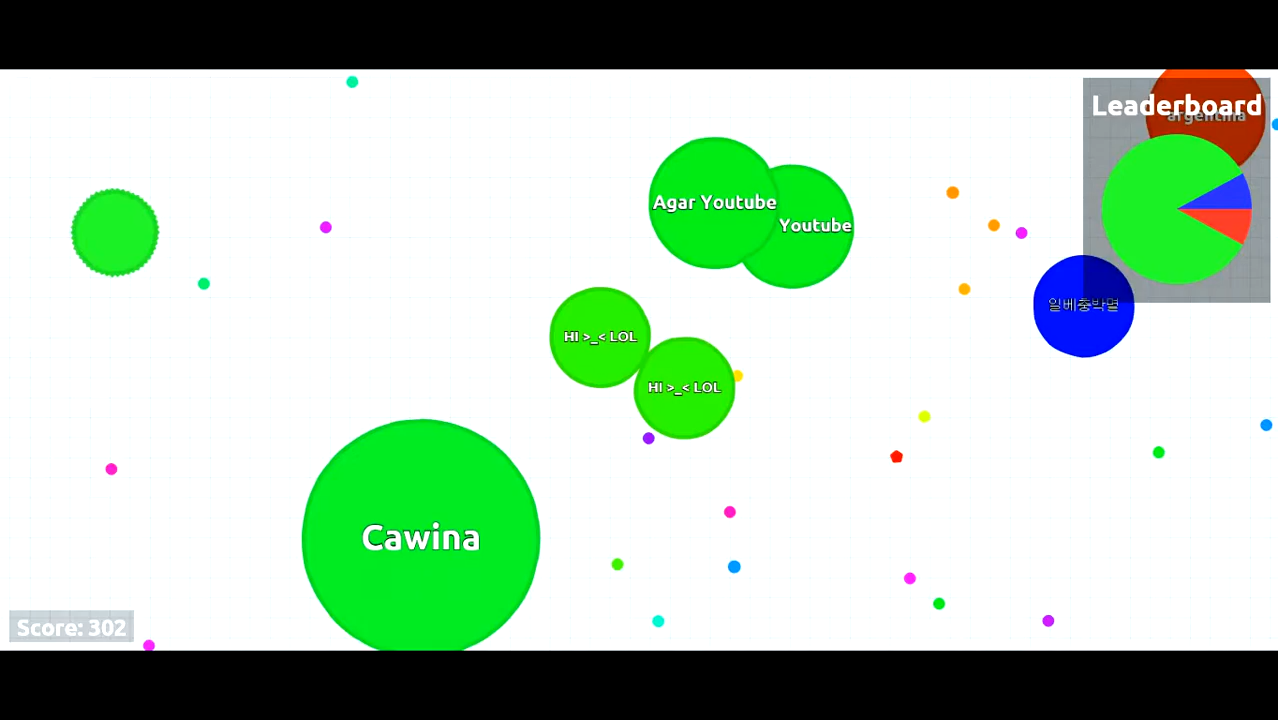 Leaderboard
argentina
Agar Youtube
Youtube
일베충박멸
HI >_< LOL
HI >_< LOL
Cawina
Score: 302